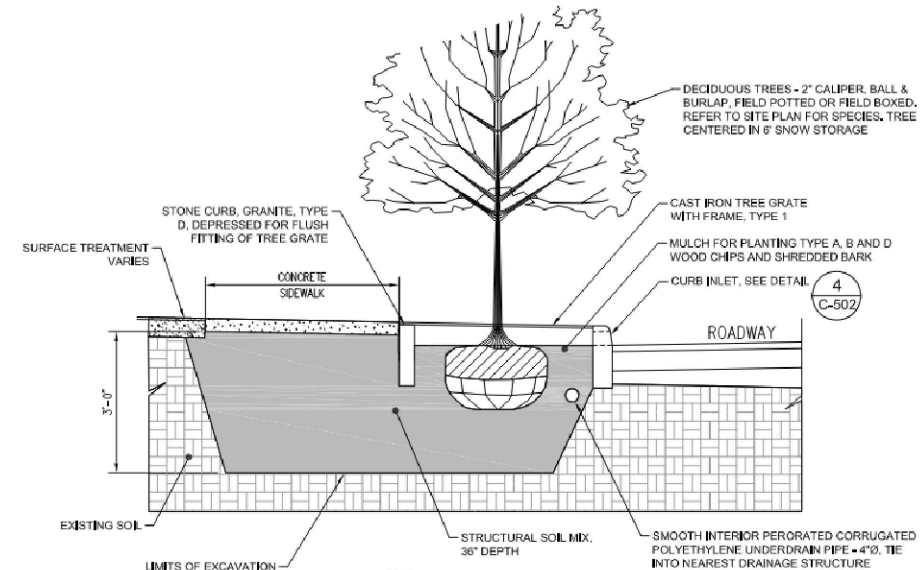 DECIDUOUS TREES - 2" CALIPER, BALL &
BURLAP, FIELD POTTED OR FIELD BOXED.
REFER TO SITE PLAN FOR SPECIES. TREE
CENTERED IN 6' SNOW STORAGE
CAST IRON TREE GRATE
WITH FRAME, TYPE 1
STONE CURB, GRANITE, TYPE
D, DEPRESSED FOR FLUSH
FITTING OF TREE GRATE
MULCH FOR PLANTING TYPE A, B AND D
WOOD CHIPS AND SHREDDED BARK
SURFACE TREATMENT
VARIES
CONCRETE
SIDEWALK
CURB INLET, SEE DETAIL
4
C-502
ROADWAY
3'-0"
EXISTING SOIL
STRUCTURAL SOIL MIX,
36" DEPTH
SMOOTH INTERIOR PERORATED CORRUGATED
POLYETHYLENE UNDERDRAIN PIPE - 4"Ø, TIE
INTO NEAREST DRAINAGE STRUCTURE
LIMITS OF EXCAVATION